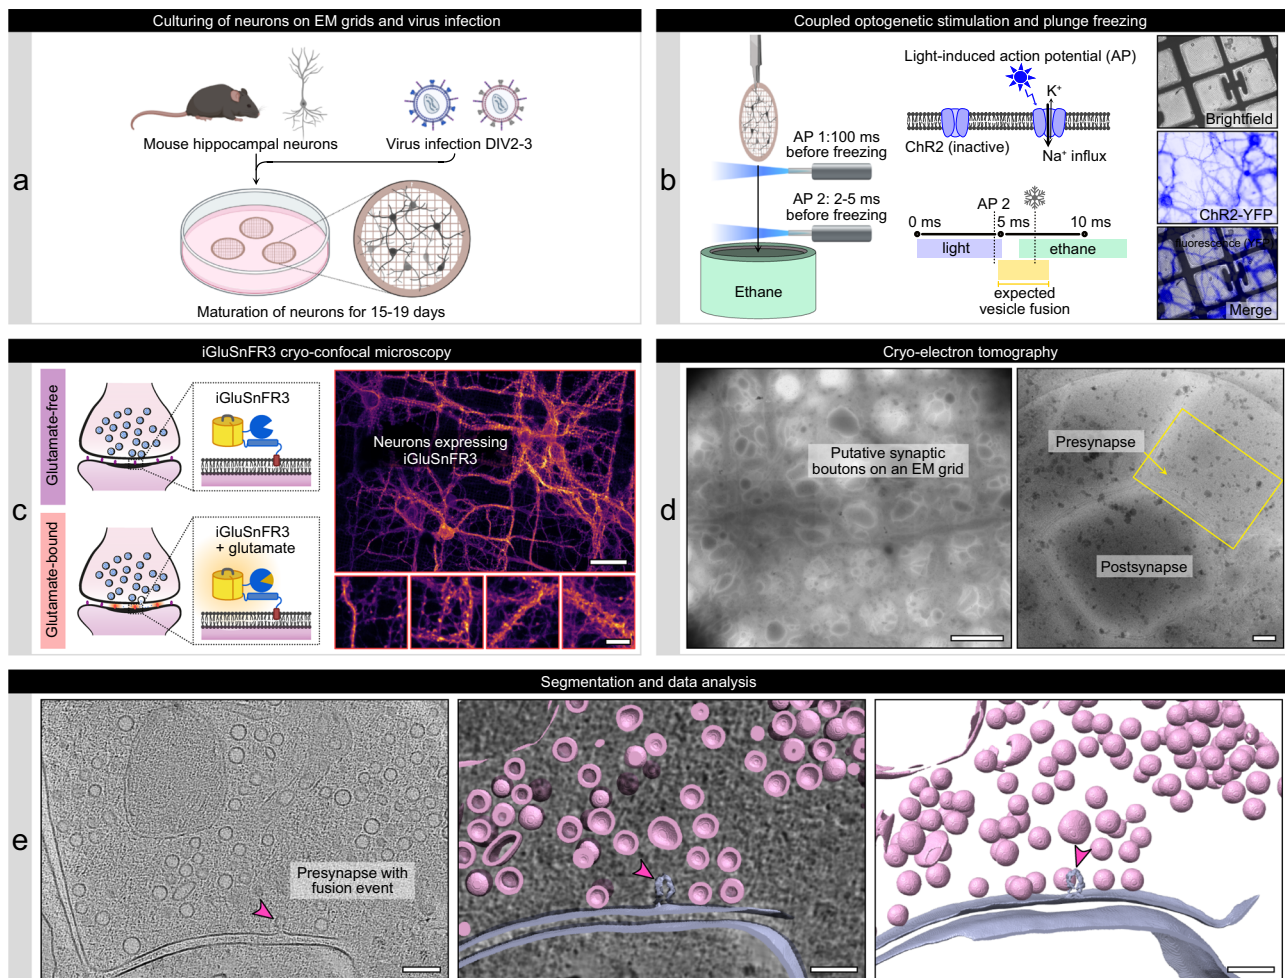 Culturing of neurons on EM grids and virus infection
a
Mouse hippocampal neurons
Virus infection DIV2-3
Maturation of neurons for 15-19 days
Coupled optogenetic stimulation and plunge freezing
b
AP 1:100 ms
before freezing
AP 2: 2-5 ms
before freezing
Ethane
Light-induced action potential (AP)
K+
ChR2 (inactive)
Na+ influx
AP 2
0 ms
5 ms
10 ms
light
ethane
expected
vesicle fusion
Brightfield
ChR2-YFP
fluorescence (YFP)
Merge
iGluSnFR3 cryo-confocal microscopy
c
Glutamate-free
iGluSnFR3
Glutamate-bound
iGluSnFR3
+ glutamate
Neurons expressing
iGluSnFR3
Cryo-electron tomography
d
Putative synaptic
boutons on an EM grid
Presynapse
Postsynapse
Segmentation and data analysis
e
Presynapse with
fusion event